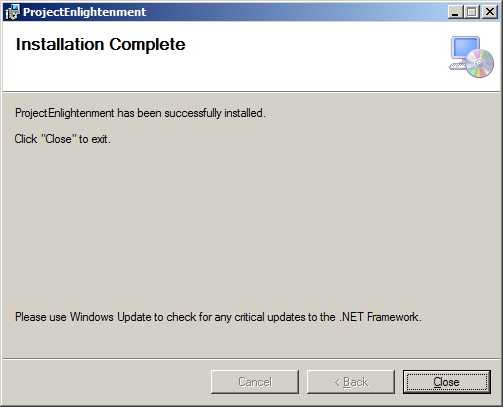 ProjectEnlightenment
Installation Complete
ProjectEnlightenment has been successfully installed.
Click "Close" to exit.
Please use Windows Update to check for any critical updates to the .NET Framework.
Cancel
< Back
Close